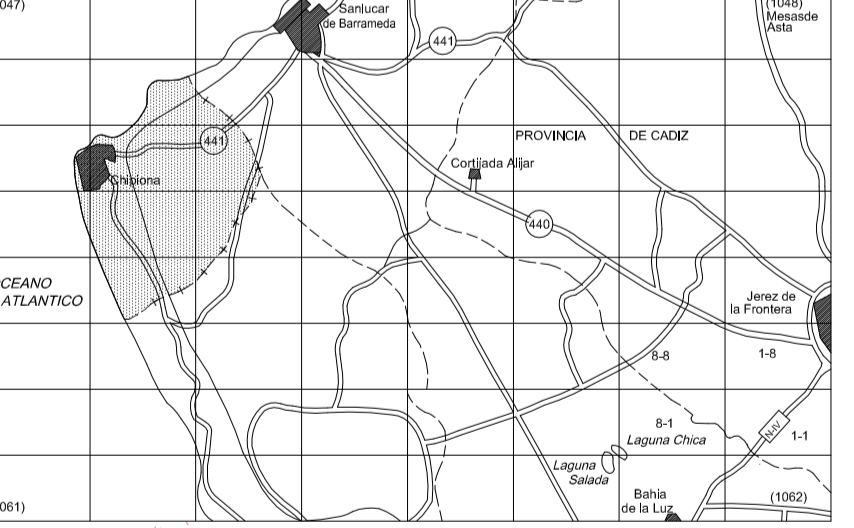 047)
Sanlucar
de Barrameda
441
(1048)
Mesasde
Asta
441
PROVINCIA DE CADIZ
Cortijada Alijar
Chipiona
440
CEANO
ATLANTICO
Jerez de
la Frontera
8-8
1-8
8-1
Laguna Chica
N-IV
1-1
Laguna
Salada
Bahia
de la Luz
(1062)
061)